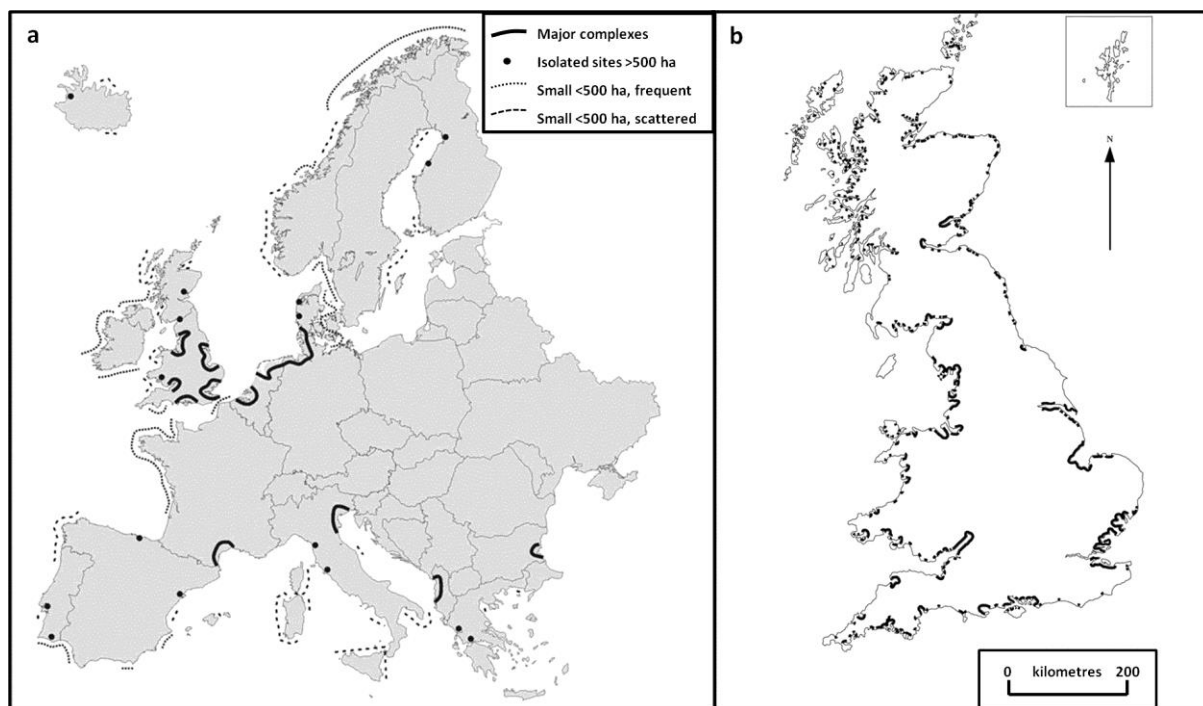 a
Major complexes
Isolated sites >500 ha
Small <500 ha, frequent
Small <500 ha, scattered
b
N
0 kilometres 200